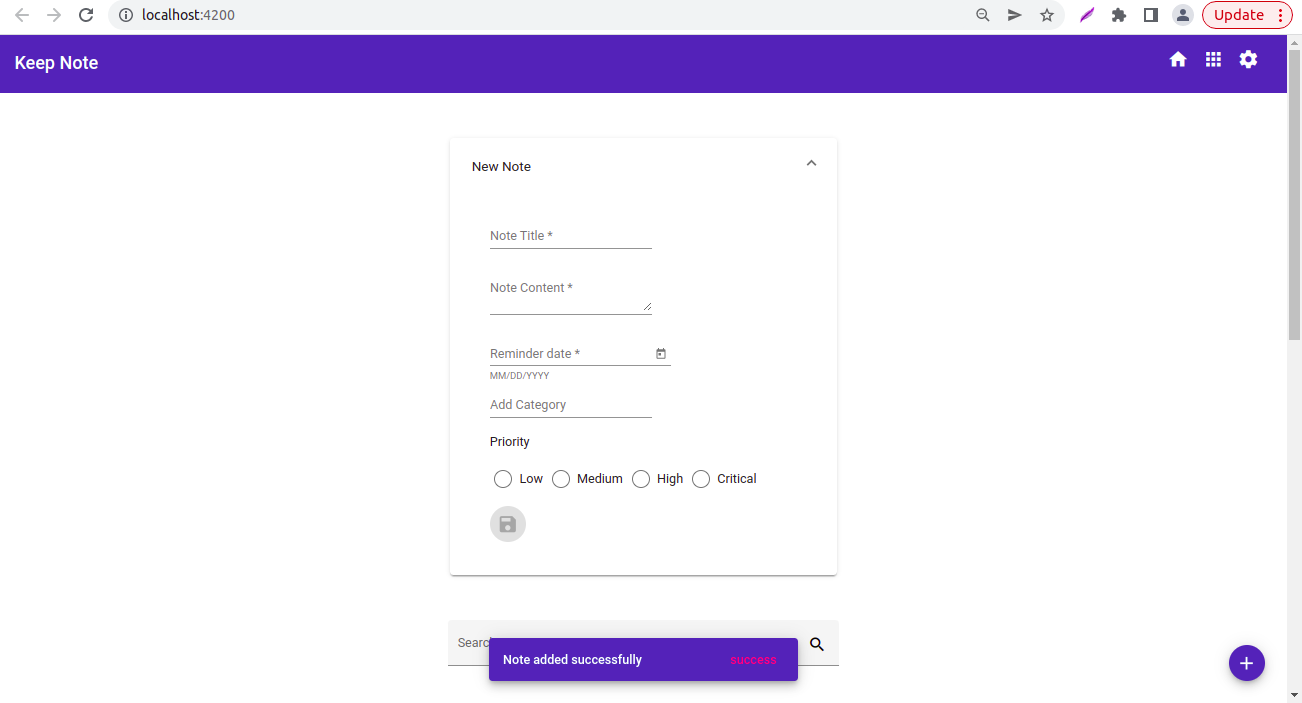 localhost:4200
Update
Keep Note
New Note
Note Title *
Note Content *
Reminder date *
MM/DD/YYYY
Add Category
Priority
Low Medium High Critical
Searc
Note added successfully success